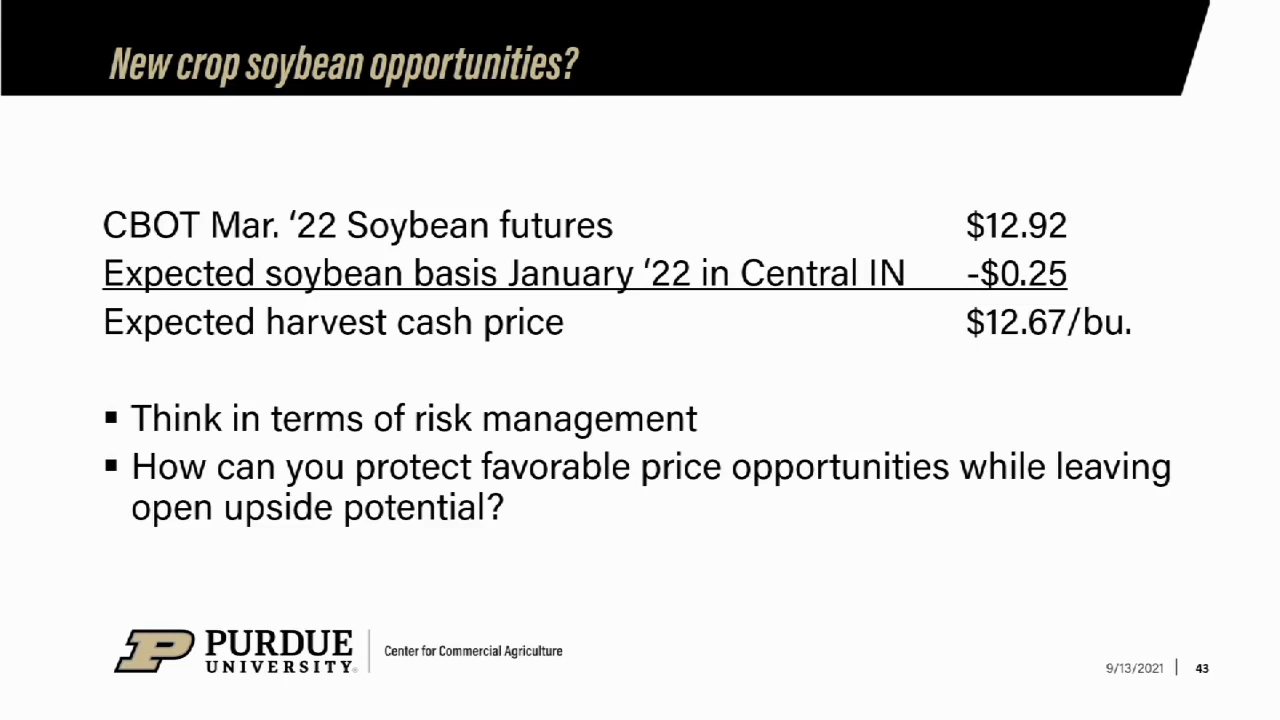 New crop soybean opportunities?
CBOT Mar. ‘22 Soybean futures $12.92
Expected soybean basis January ‘22 in Central IN -$0.25
Expected harvest cash price $12.67/bu.
▪ Think in terms of risk management
▪ How can you protect favorable price opportunities while leaving
open upside potential?
P PURDUE
UNIVERSITY®
Center for Commercial Agriculture
9/13/2021 | 43